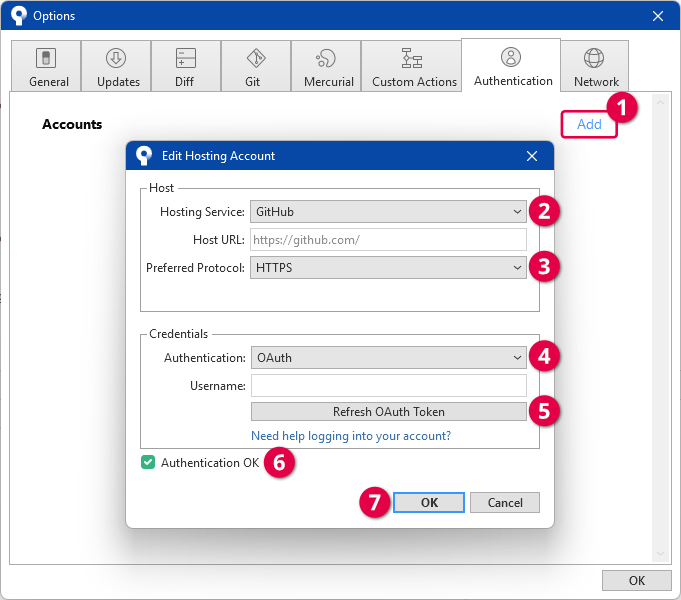 Options
General
Updates
Diff
Git
Mercurial
Custom Actions
Authentication
Network
1
Accounts
Add
Edit Hosting Account
Host
Hosting Service: GitHub 2
Host URL: https://github.com/
Preferred Protocol: HTTPS 3
Credentials
Authentication: OAuth 4
Username:
Refresh OAuth Token 5
Need help logging into your account?
Authentication OK 6
7 OK Cancel
OK